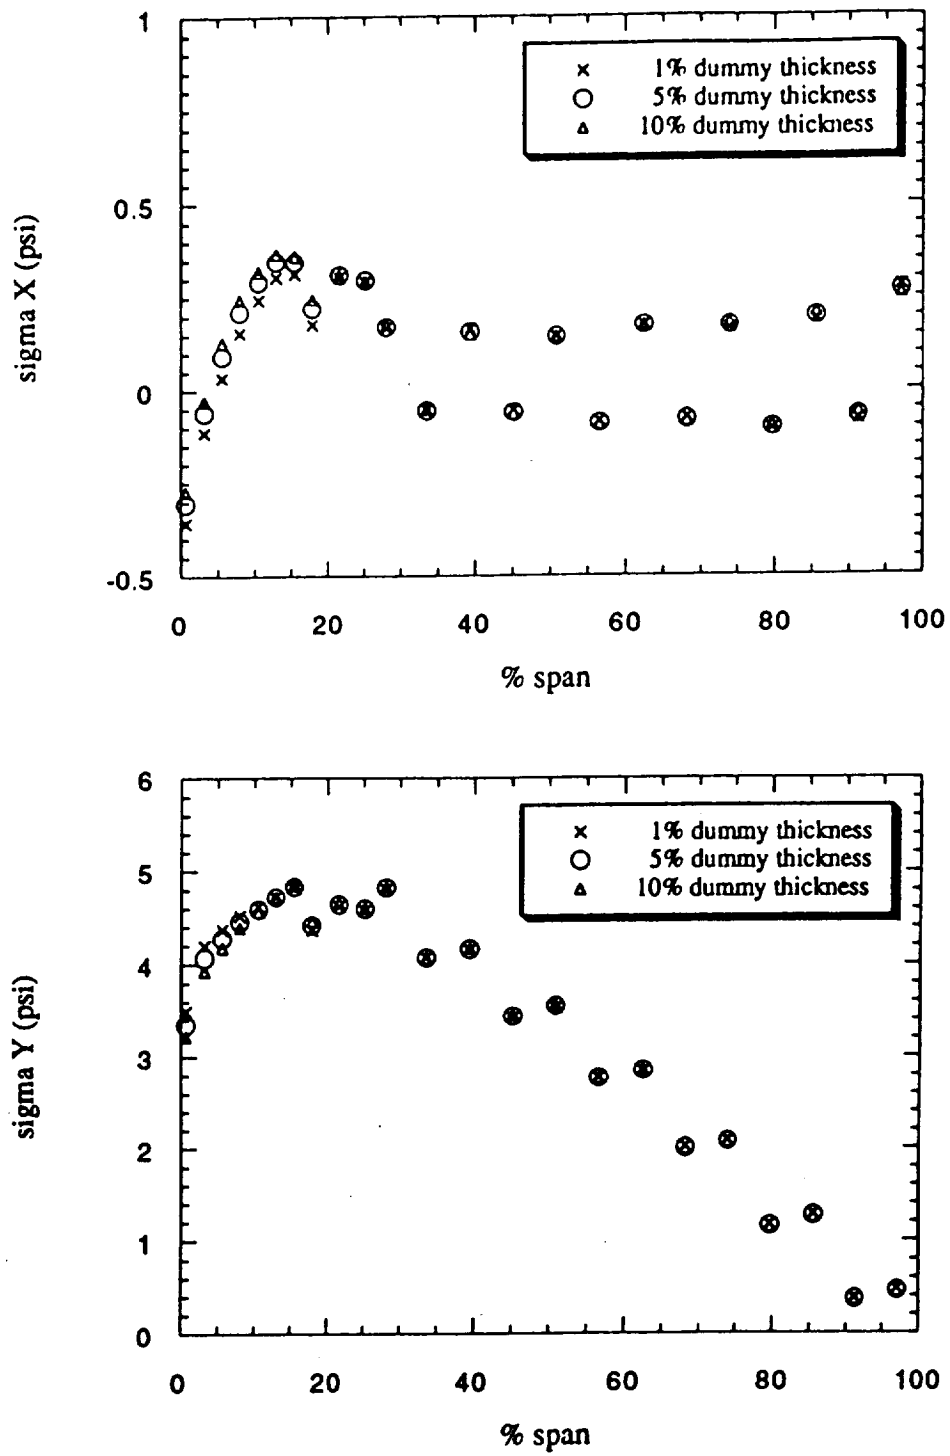 1
0.5
0
-0.5
sigma X (psi)
1% dummy thickness
5% dummy thickness
10% dummy thickness
0 20 40 60 80 100
% span
6
5
4
3
2
1
0
sigma Y (psi)
1% dummy thickness
5% dummy thickness
10% dummy thickness
0 20 40 60 80 100
% span